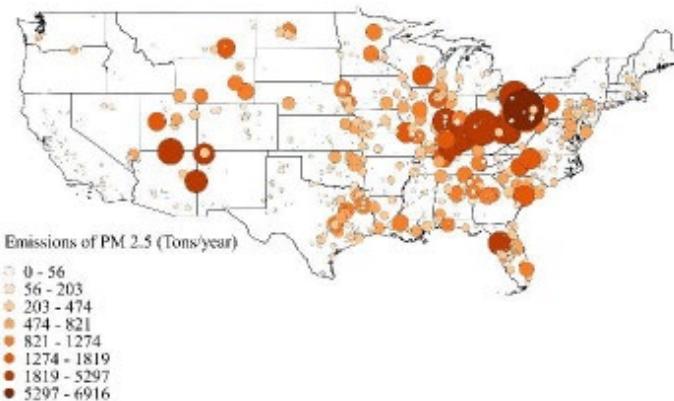 Emissions of PM 2.5 (Tons/year)
0 - 56
56 - 203
203 - 474
474 - 821
821 - 1274
1274 - 1819
1819 - 5297
5297 - 6916